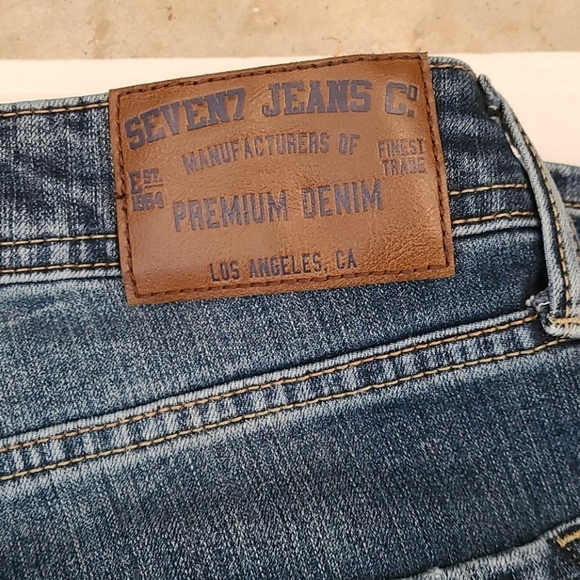 SEVEN7 JEANS Cº.
MANUFACTURERS OF
FINEST
TRADE
EST.
1964
PREMIUM DENIM
LOS ANGELES, CA